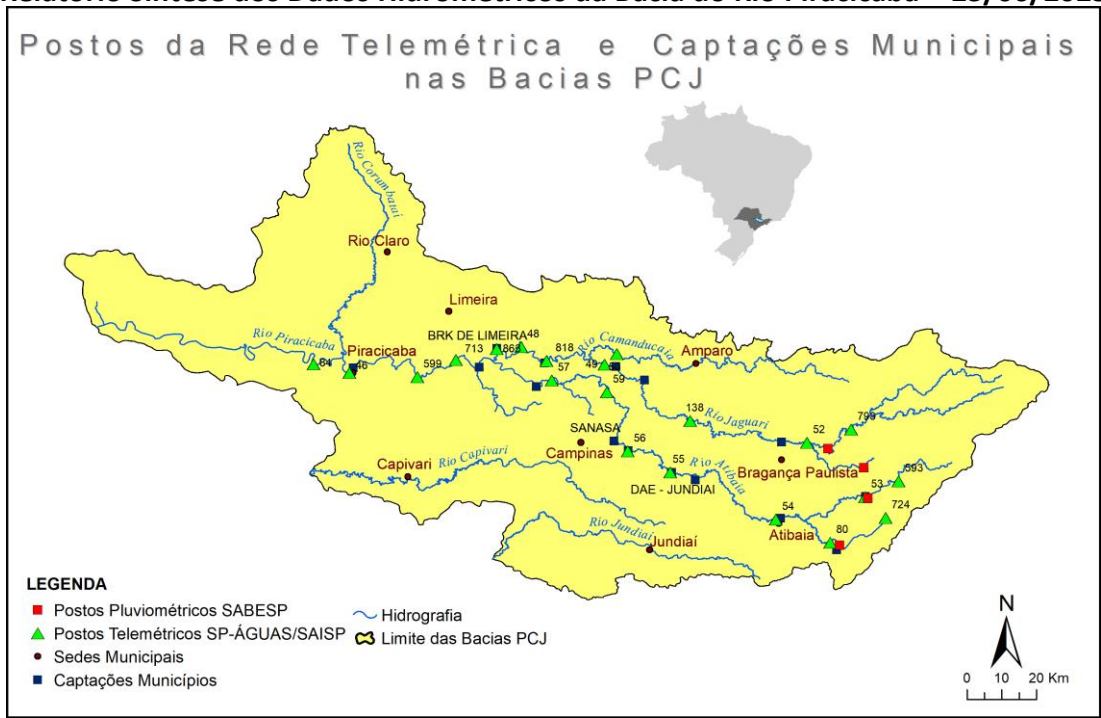 Relatório Síntese dos Dados Hidrométricos da Bacia do Rio Piracicaba
Postos da Rede Telemétrica e Captações Municipais
nas Bacias PCJ
Rio Corumbataí
Rio Claro
Limeira
Rio Piracicaba
Piracicaba
BRK DE LIMEIRA
48
713
818
Rio Camanducaia
Amparo
46
599
57
49
59
138
Rio Jaguari
52
SANASA
Campinas
56
55
Rio Atibaia
Bragança Paulista
Capivari
Rio Capivari
DAE - JUNDIAI
53
593
724
54
Atibaia
80
Rio Jundiaí
Jundiaí
LEGENDA
Postos Pluviométricos SABESP
Postos Telemétricos SP-ÁGUAS/SAISP
Sedes Municipais
Captações Municípios
Hidrografia
Limite das Bacias PCJ
N
0 10 20 Km